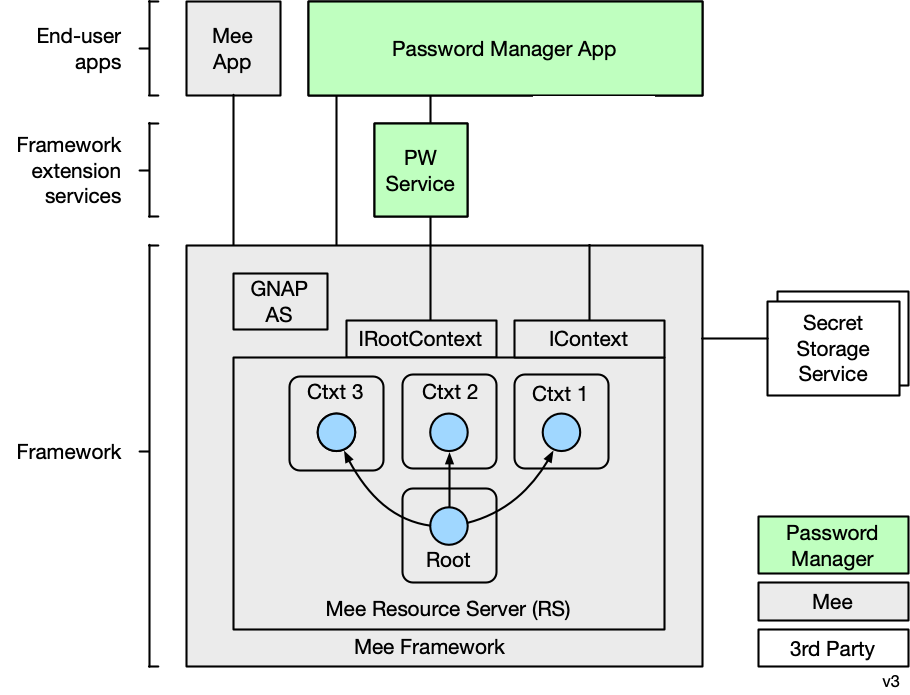 End-user
apps
Mee
App
Password Manager App
Framework
extension
services
PW
Service
GNAP
AS
IRootContext
IContext
Secret
Storage
Service
Ctxt 3
Ctxt 2
Ctxt 1
Framework
Root
Mee Resource Server (RS)
Mee Framework
Password
Manager
Mee
3rd Party
v3